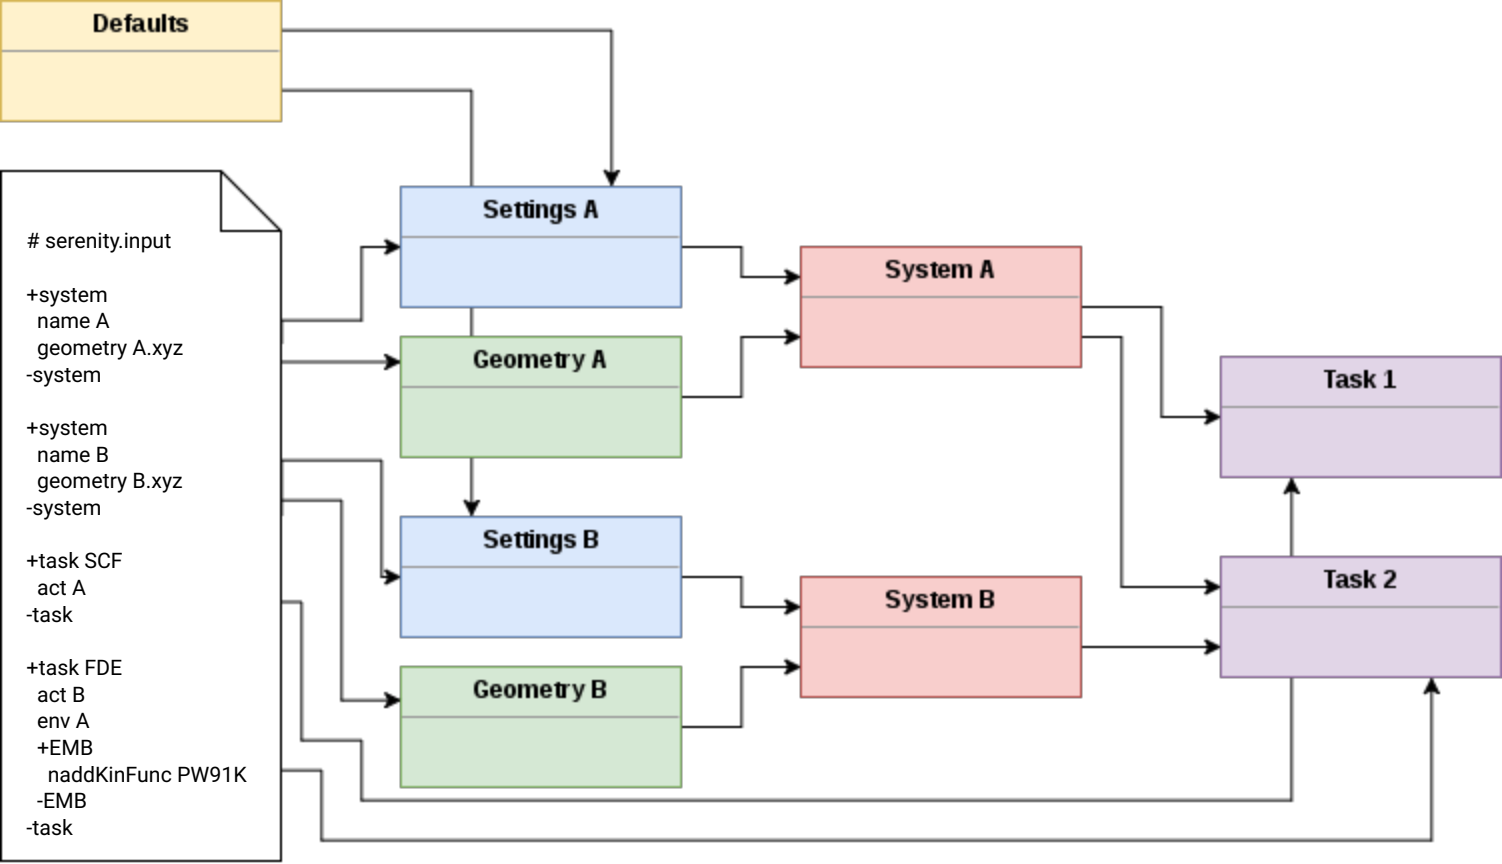 Defaults
# serenity.input
+system
name A
geometry A.xyz
-system
+system
name B
geometry B.xyz
-system
+task SCF
act A
-task
+task FDE
act B
env A
+EMB
naddKinFunc PW91K
-EMB
-task
Settings A
Geometry A
Settings B
Geometry B
System A
System B
Task 1
Task 2